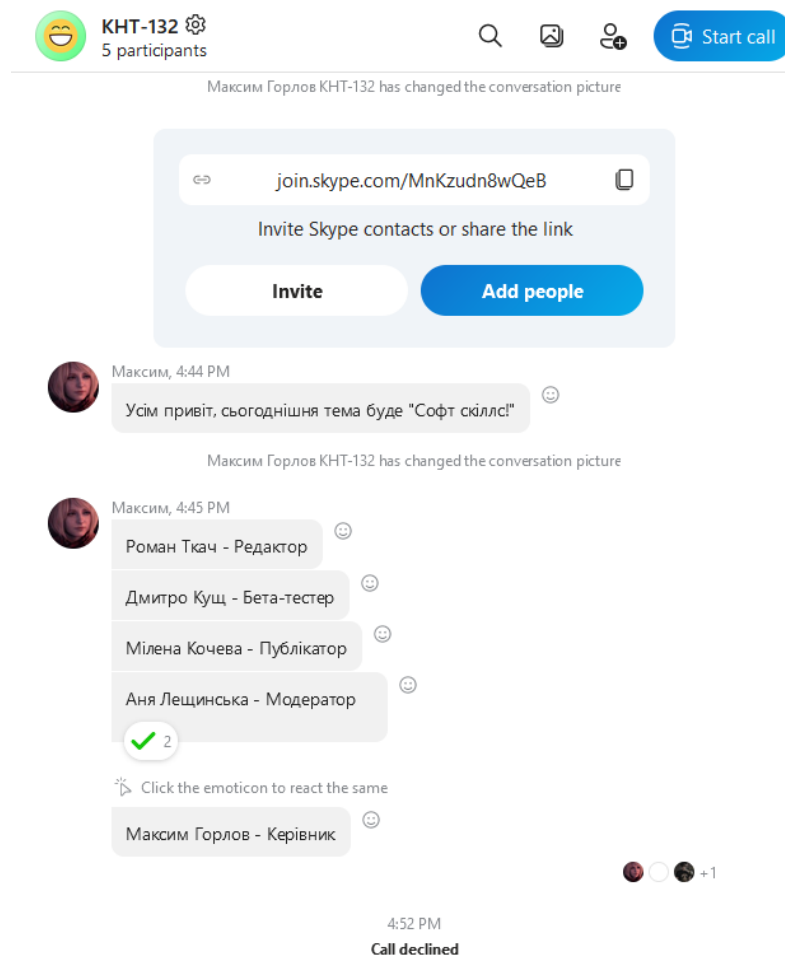 КНТ-132
5 participants
Start call
Максим Горлов КНТ-132 has changed the conversation picture
join.skype.com/MnKzudn8wQeB
Invite Skype contacts or share the link
Invite
Add people
Максим, 4:44 PM
Усім привіт, сьогоднішня тема буде "Софт скіллс!"
Максим Горлов КНТ-132 has changed the conversation picture
Максим, 4:45 PM
Роман Ткач - Редактор
Дмитро Кущ - Бета-тестер
Мілена Кочева - Публікатор
Аня Лещинська - Модератор
2
Click the emoticon to react the same
Максим Горлов - Керівник
+1
4:52 PM
Call declined